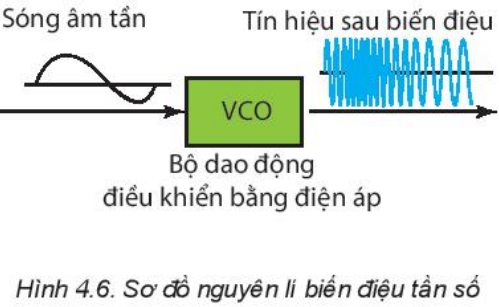 Sóng âm tần
Tín hiệu sau biến điệu
VCO
Bộ dao động
điều khiển bằng điện áp
Hình 4.6. Sơ đồ nguyên lí biến điệu tần số